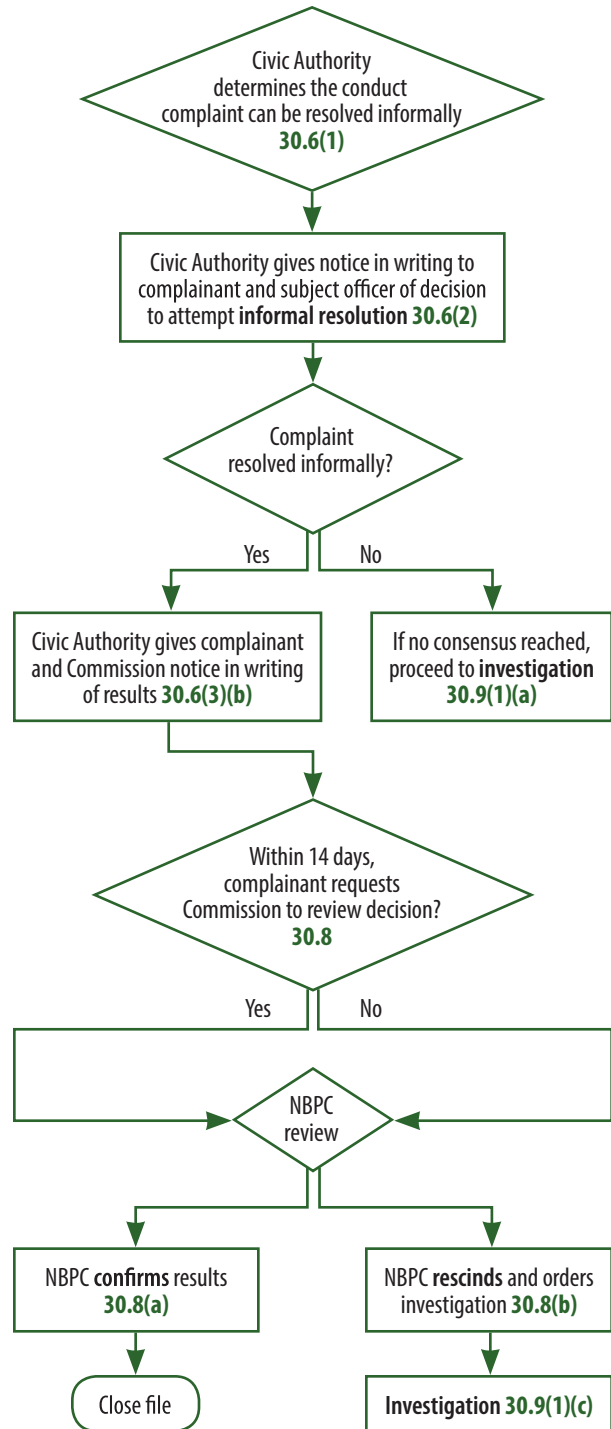 Civic Authority
determines the conduct
complaint can be resolved informally
30.6(1)
Civic Authority gives notice in writing to
complainant and subject officer of decision
to attempt informal resolution 30.6(2)
Complaint
resolved informally?
Yes
No
Civic Authority gives complainant
and Commission notice in writing
of results 30.6(3)(b)
If no consensus reached,
proceed to investigation
30.9(1)(a)
Within 14 days,
complainant requests
Commission to review decision?
30.8
Yes
No
NBPC
review
NBPC confirms results
30.8(a)
NBPC rescinds and orders
investigation 30.8(b)
Close file
Investigation 30.9(1)(c)